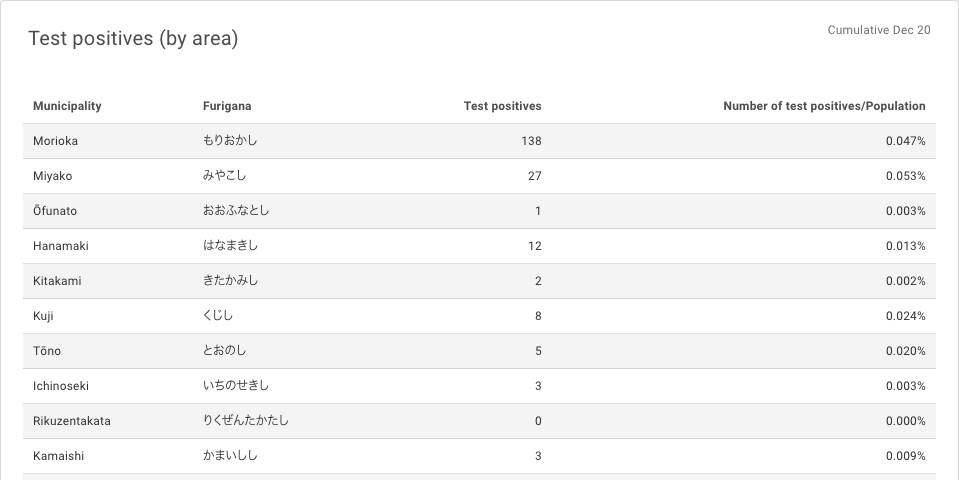 Test positives (by area)
Cumulative Dec 20
Municipality Furigana Test positives Number of test positives/Population
Morioka もりおかし 138 0.047%
Miyako みやこし 27 0.053%
Ōfunato おおふなとし 1 0.003%
Hanamaki はなまきし 12 0.013%
Kitakami きたかみし 2 0.002%
Kuji くじし 8 0.024%
Tōno とおのし 5 0.020%
Ichinoseki いちのせきし 3 0.003%
Rikuzentakata りくぜんたかたし 0 0.000%
Kamaishi かまいしし 3 0.009%